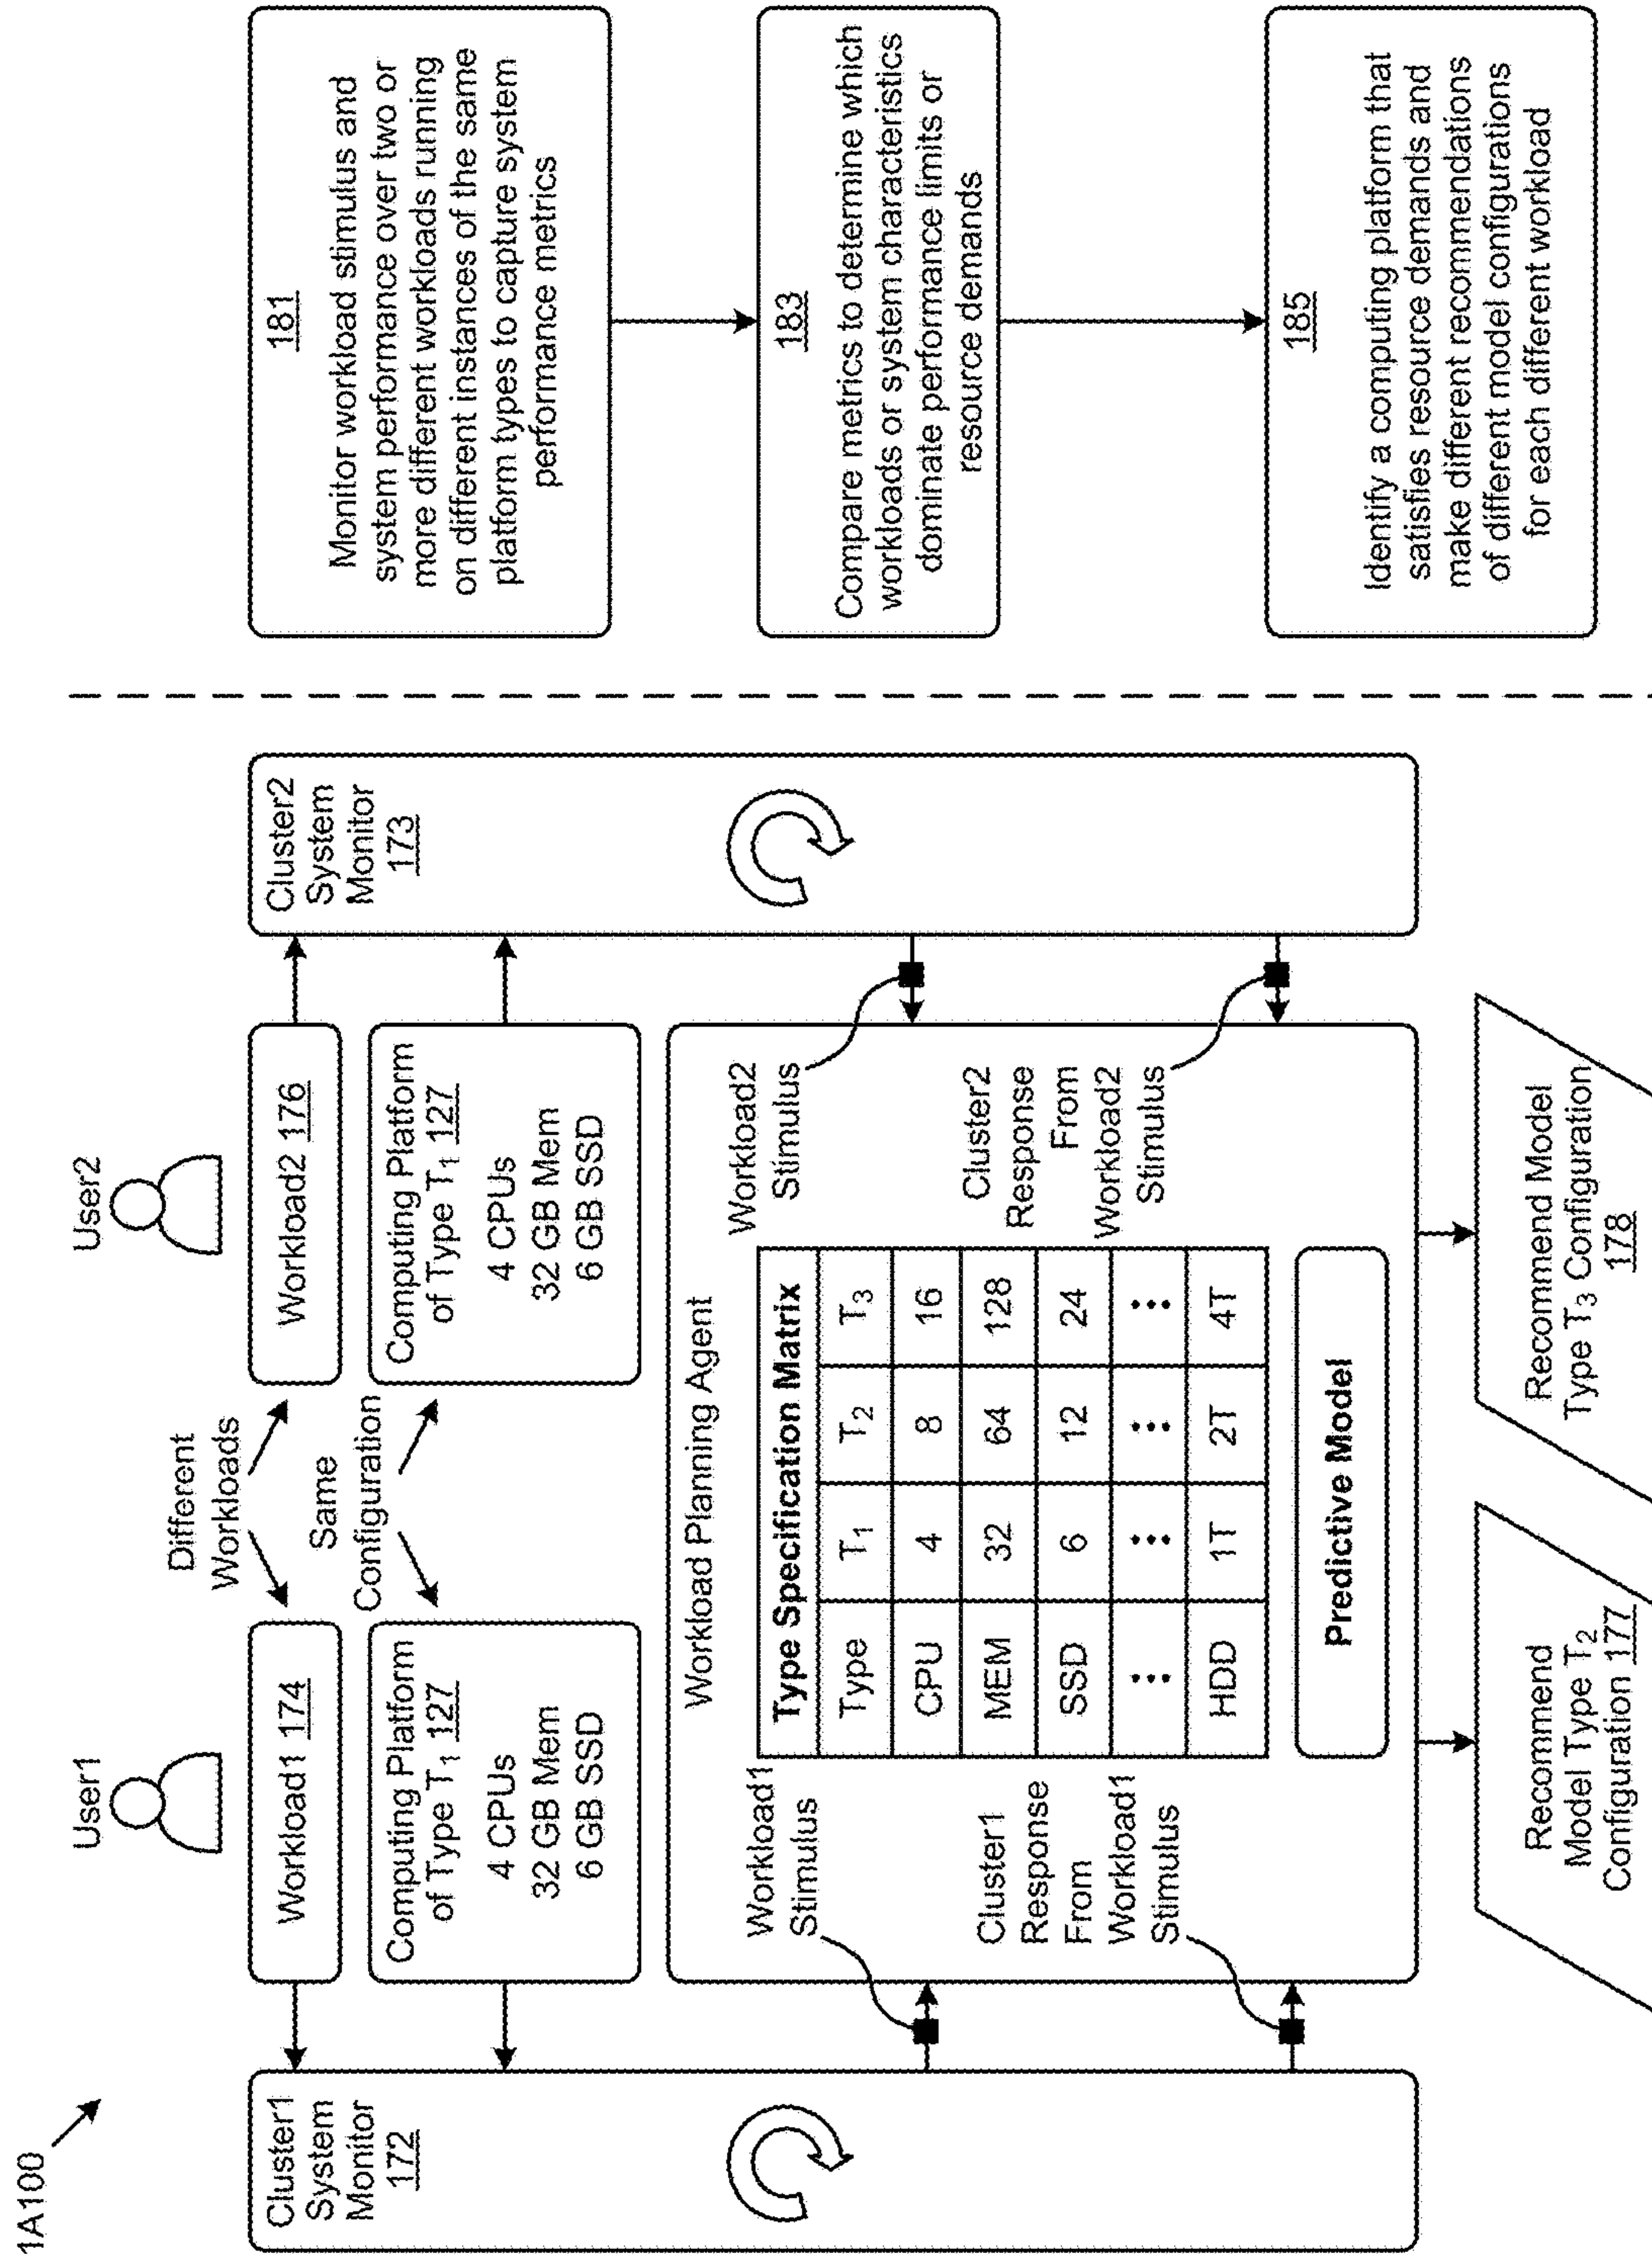 1A100
User1
User2
Different
Workloads
Same
Configuration
Cluster1
System
Monitor
172
Workload1 174
Computing Platform
of Type T1 127
4 CPUs
32 GB Mem
6 GB SSD
Workload2 176
Computing Platform
of Type T1 127
4 CPUs
32 GB Mem
6 GB SSD
Cluster2
System
Monitor
173
Workload Planning Agent
Workload1
Stimulus
Cluster1
Response
From
Workload1
Stimulus
Type Specification Matrix
Type T1 T2 T3
CPU 4 8 16
MEM 32 64 128
SSD 6 12 24
⋮ ⋮ ⋮ ⋮
HDD 1T 2T 4T
Predictive Model
Workload2
Stimulus
Cluster2
Response
From
Workload2
Stimulus
Recommend
Model Type T2
Configuration 177
Recommend Model
Type T3 Configuration
178
181
Monitor workload stimulus and
system performance over two or
more different workloads running
on different instances of the same
platform types to capture system
performance metrics
183
Compare metrics to determine which
workloads or system characteristics
dominate performance limits or
resource demands
185
Identify a computing platform that
satisfies resource demands and
make different recommendations
of different model configurations
for each different workload